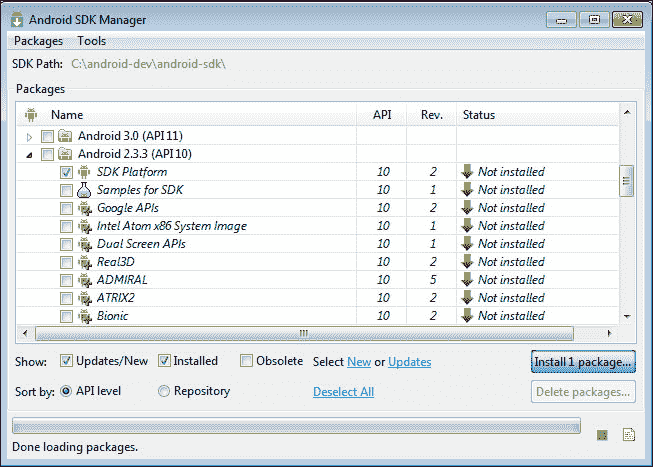 Android SDK Manager
Packages Tools
SDK Path: C:\android-dev\android-sdk\
Packages
Name API Rev. Status
Android 3.0 (API 11)
Android 2.3.3 (API 10)
SDK Platform 10 2 Not installed
Samples for SDK 10 1 Not installed
Google APIs 10 2 Not installed
Intel Atom x86 System Image 10 1 Not installed
Dual Screen APIs 10 1 Not installed
Real3D 10 2 Not installed
ADMIRAL 10 5 Not installed
ATRIX2 10 2 Not installed
Bionic 10 2 Not installed
Show: Updates/New Installed Obsolete Select New or Updates Install 1 package...
Sort by: API level Repository Deselect All Delete packages...
Done loading packages.